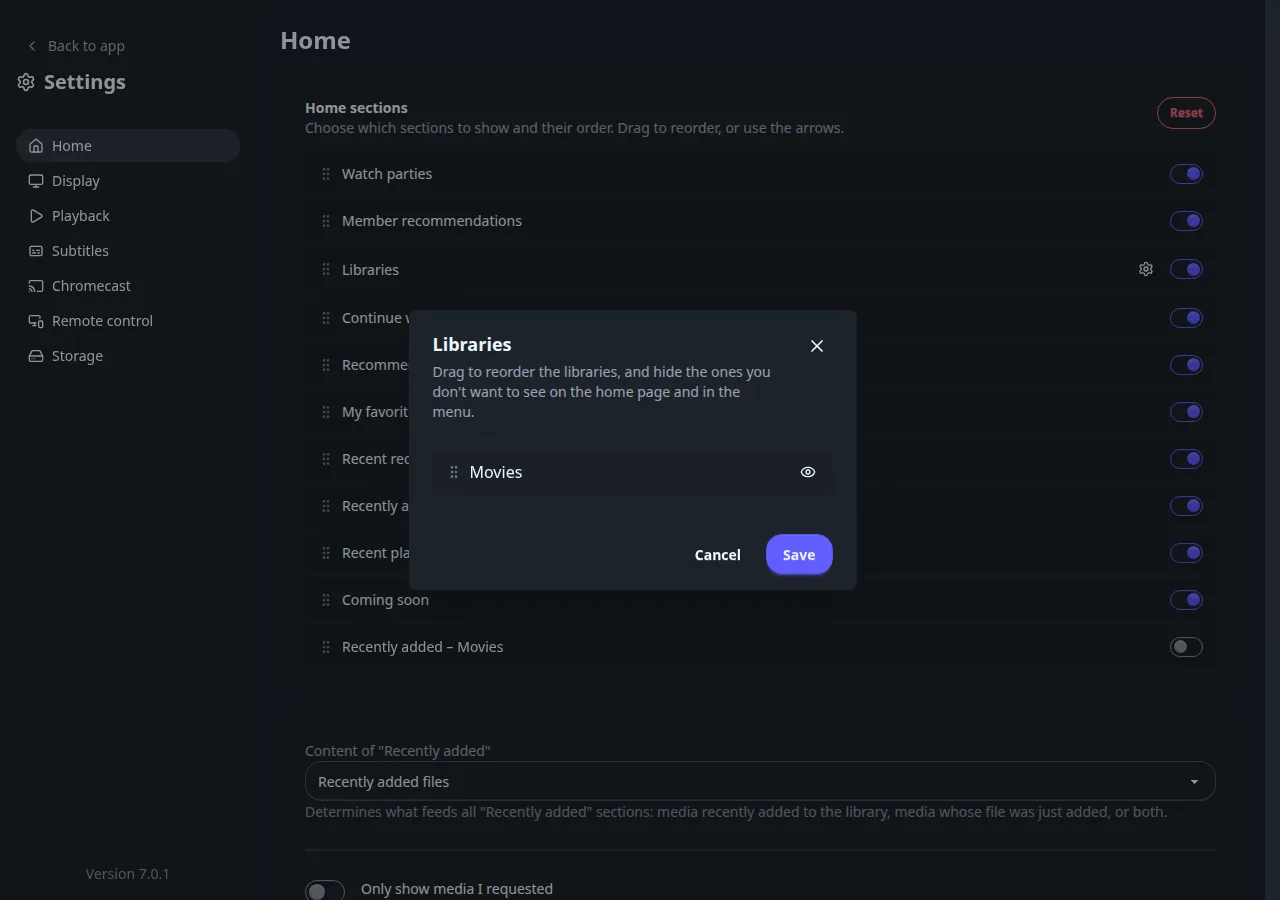 Back to app
Settings
Home
Display
Playback
Subtitles
Chromecast
Remote control
Storage
Version 7.0.1
Home
Home sections
Choose which sections to show and their order. Drag to reorder, or use the arrows.
Reset
Watch parties
Member recommendations
Libraries
Continue
Recently
Recent
My
Coming soon
Recently added – Movies
Libraries
Drag to reorder the libraries, and hide the ones you
don't want to see on the home page and in the
menu.
Movies
Cancel
Save
Content of "Recently added"
Recently added files
Determines what feeds all "Recently added" sections: media recently added to the library, media whose file was just added, or both.
Only show media I requested